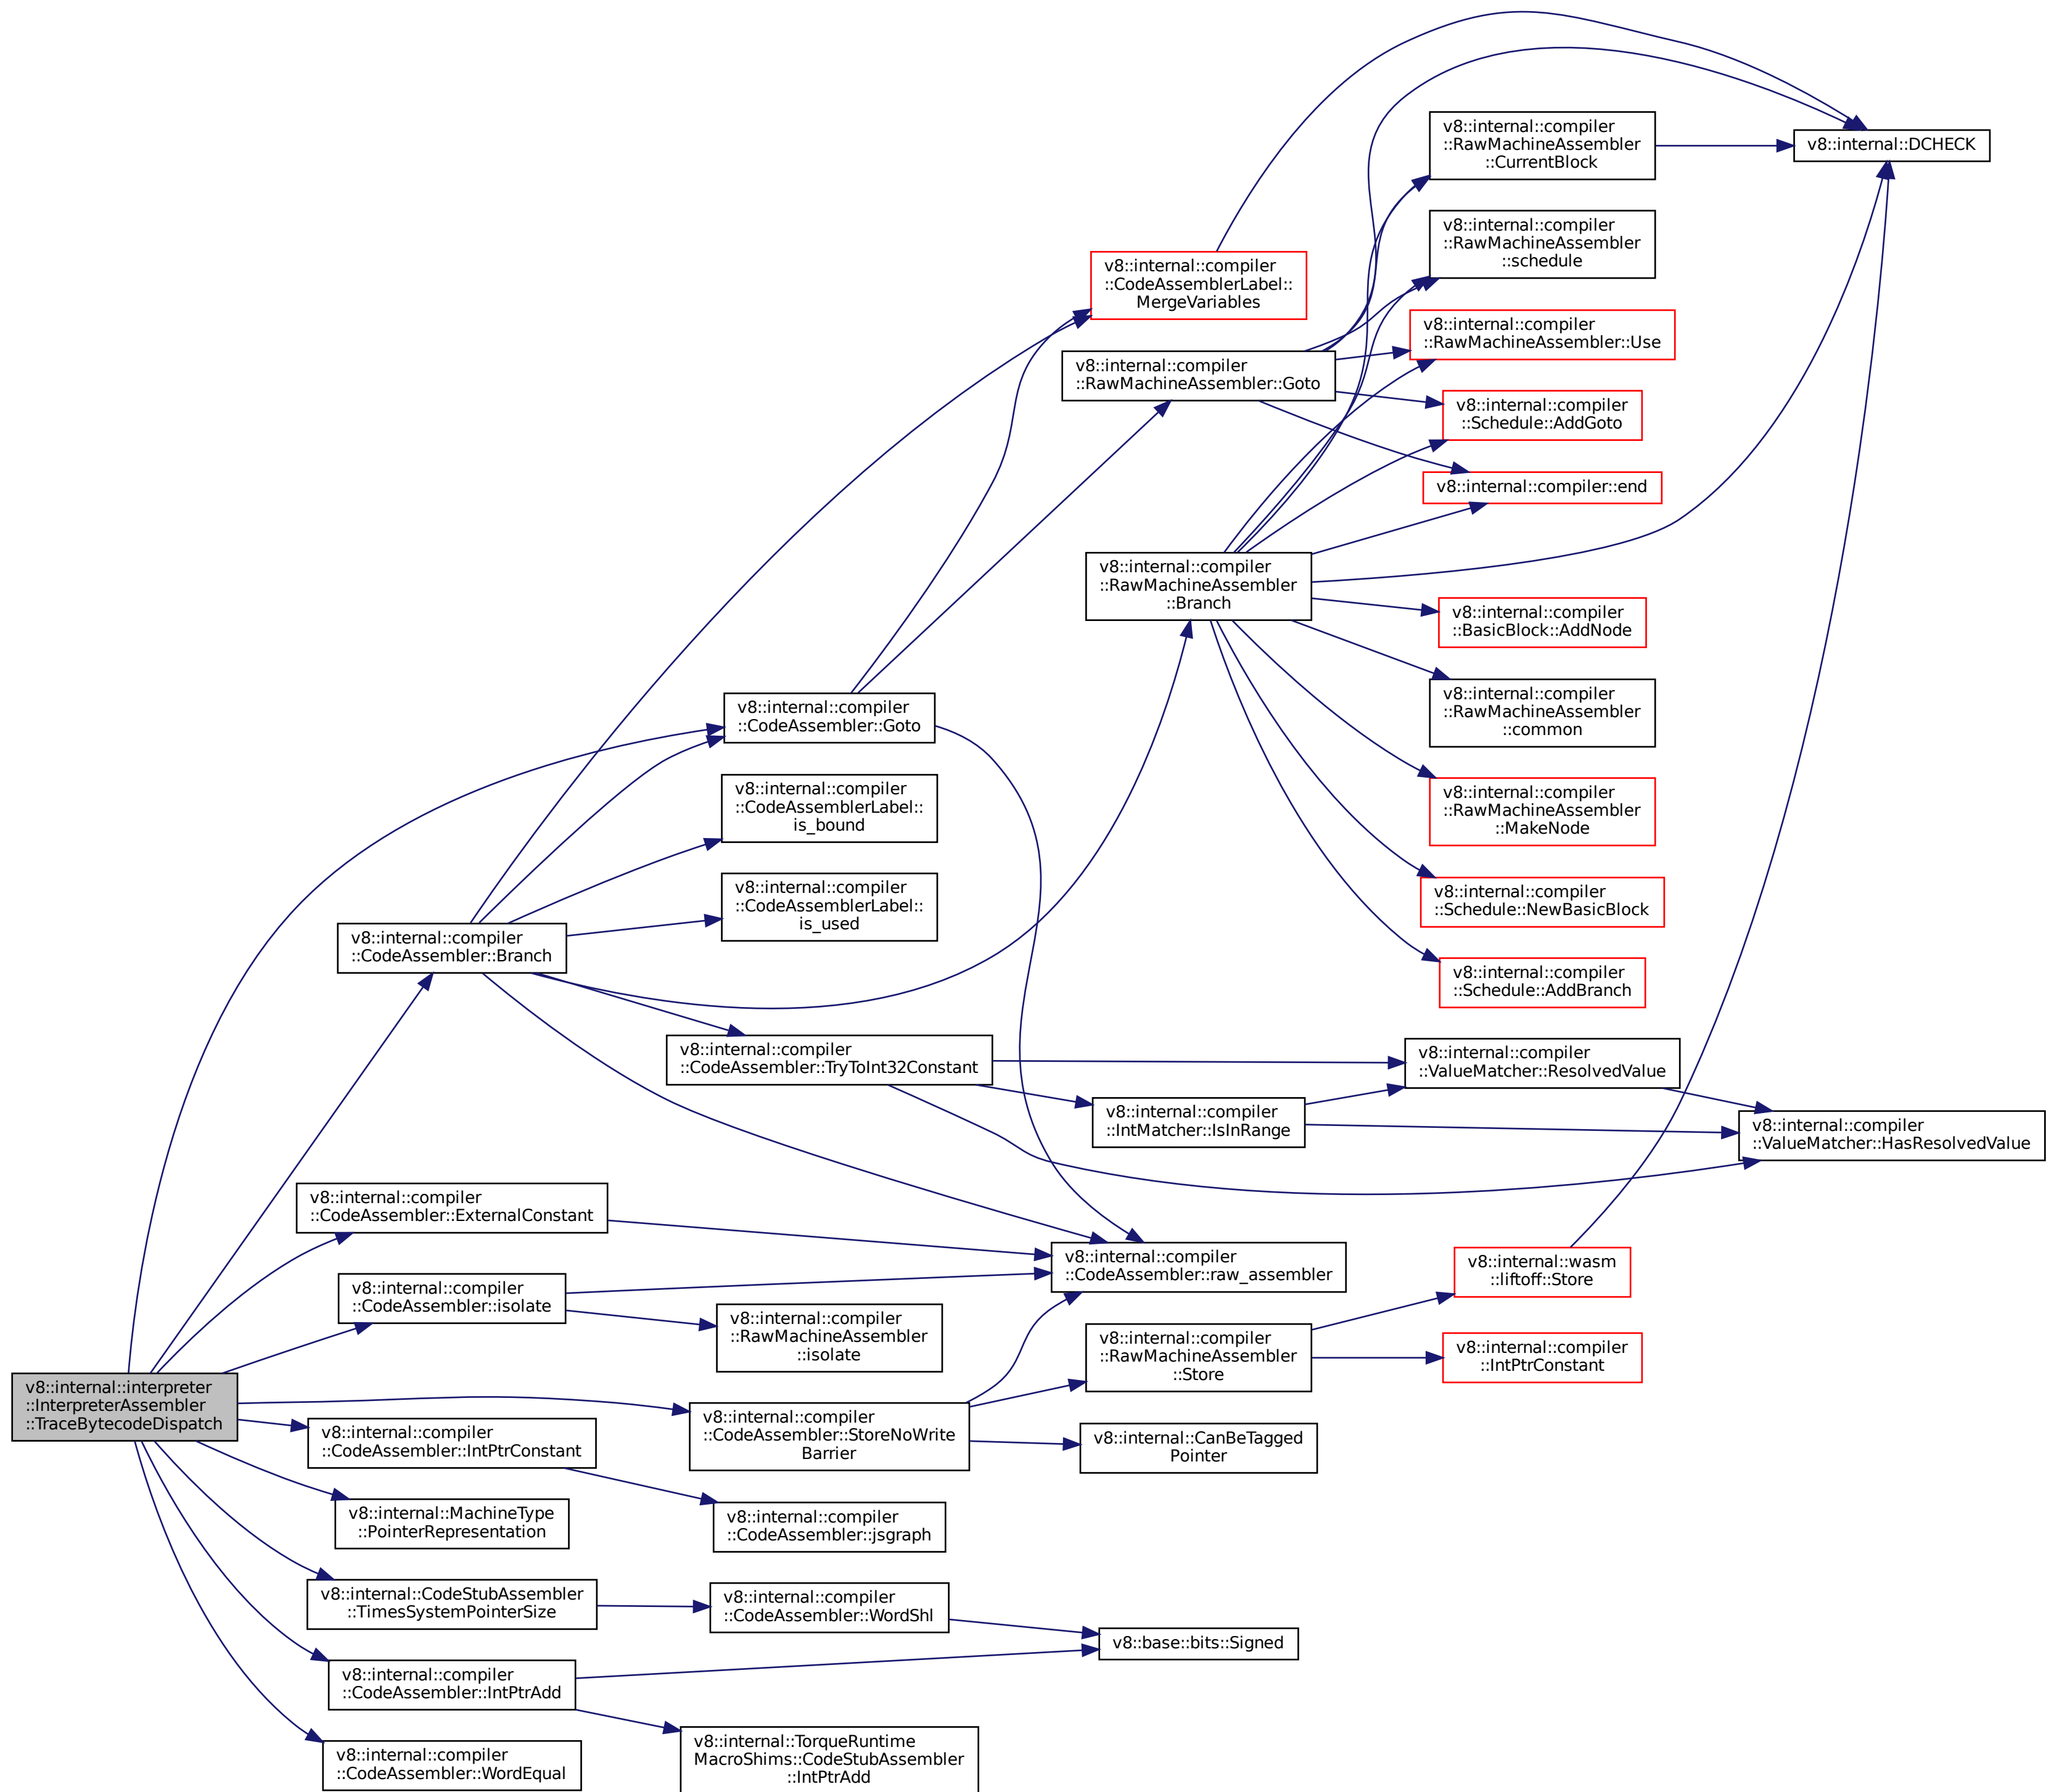 v8::internal::compiler
::RawMachineAssembler
::CurrentBlock
v8::internal::DCHECK
v8::internal::compiler
::RawMachineAssembler
::schedule
v8::internal::compiler
::CodeAssemblerLabel::
MergeVariables
v8::internal::compiler
::RawMachineAssembler::Use
v8::internal::compiler
::RawMachineAssembler::Goto
v8::internal::compiler
::Schedule::AddGoto
v8::internal::compiler::end
v8::internal::compiler
::RawMachineAssembler
::Branch
v8::internal::compiler
::BasicBlock::AddNode
v8::internal::compiler
::RawMachineAssembler
::common
v8::internal::compiler
::CodeAssembler::Goto
v8::internal::compiler
::CodeAssemblerLabel::
is_bound
v8::internal::compiler
::RawMachineAssembler
::MakeNode
v8::internal::compiler
::CodeAssemblerLabel::
is_used
v8::internal::compiler
::Schedule::NewBasicBlock
v8::internal::compiler
::CodeAssembler::Branch
v8::internal::compiler
::Schedule::AddBranch
v8::internal::compiler
::CodeAssembler::TryToInt32Constant
v8::internal::compiler
::ValueMatcher::ResolvedValue
v8::internal::compiler
::IntMatcher::IsInRange
v8::internal::compiler
::ValueMatcher::HasResolvedValue
v8::internal::compiler
::CodeAssembler::ExternalConstant
v8::internal::compiler
::CodeAssembler::raw_assembler
v8::internal::wasm
::liftoff::Store
v8::internal::compiler
::CodeAssembler::isolate
v8::internal::compiler
::RawMachineAssembler
::isolate
v8::internal::compiler
::RawMachineAssembler
::Store
v8::internal::compiler
::IntPtrConstant
v8::internal::interpreter
::InterpreterAssembler
::TraceBytecodeDispatch
v8::internal::compiler
::CodeAssembler::StoreNoWrite
Barrier
v8::internal::CanBeTagged
Pointer
v8::internal::compiler
::CodeAssembler::IntPtrConstant
v8::internal::MachineType
::PointerRepresentation
v8::internal::compiler
::CodeAssembler::jsgraph
v8::internal::CodeStubAssembler
::TimesSystemPointerSize
v8::internal::compiler
::CodeAssembler::WordShl
v8::base::bits::Signed
v8::internal::compiler
::CodeAssembler::IntPtrAdd
v8::internal::TorqueRuntime
MacroShims::CodeStubAssembler
::IntPtrAdd
v8::internal::compiler
::CodeAssembler::WordEqual